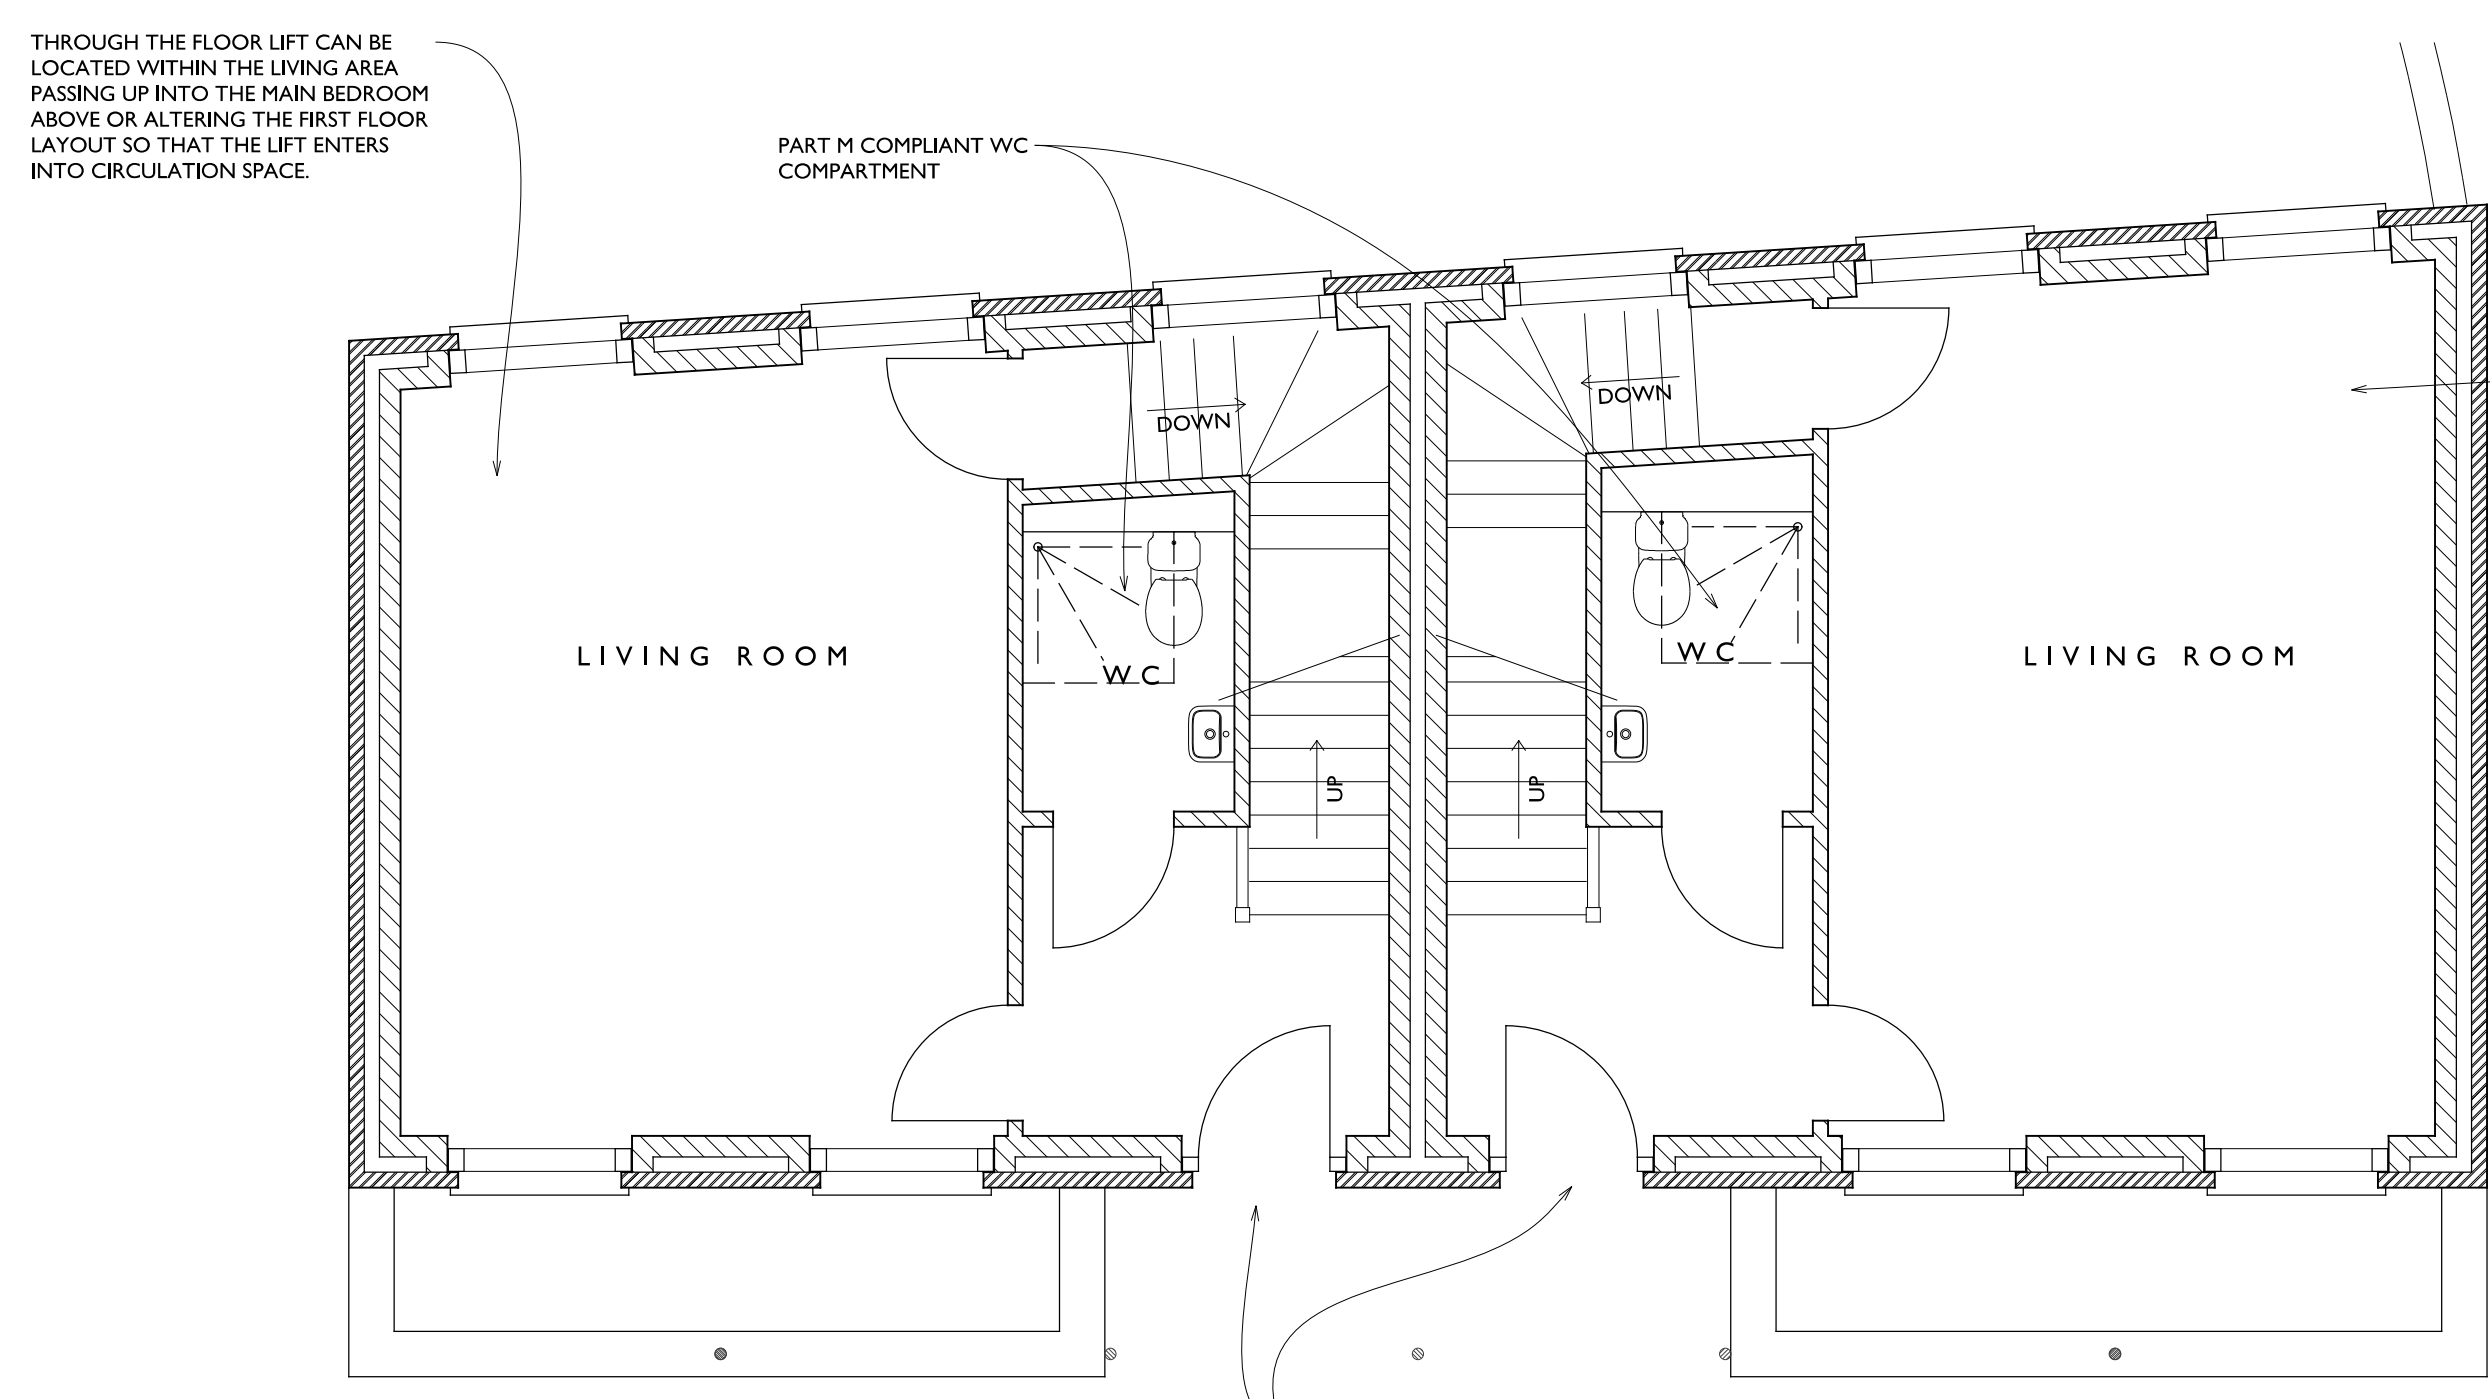 THROUGH THE FLOOR LIFT CAN BE
LOCATED WITHIN THE LIVING AREA
PASSING UP INTO THE MAIN BEDROOM
ABOVE OR ALTERING THE FIRST FLOOR
LAYOUT SO THAT THE LIFT ENTERS
INTO CIRCULATION SPACE.
PART M COMPLIANT WC
COMPARTMENT
DOWN
DOWN
LIVING ROOM
WC
WC
LIVING ROOM
UP
UP